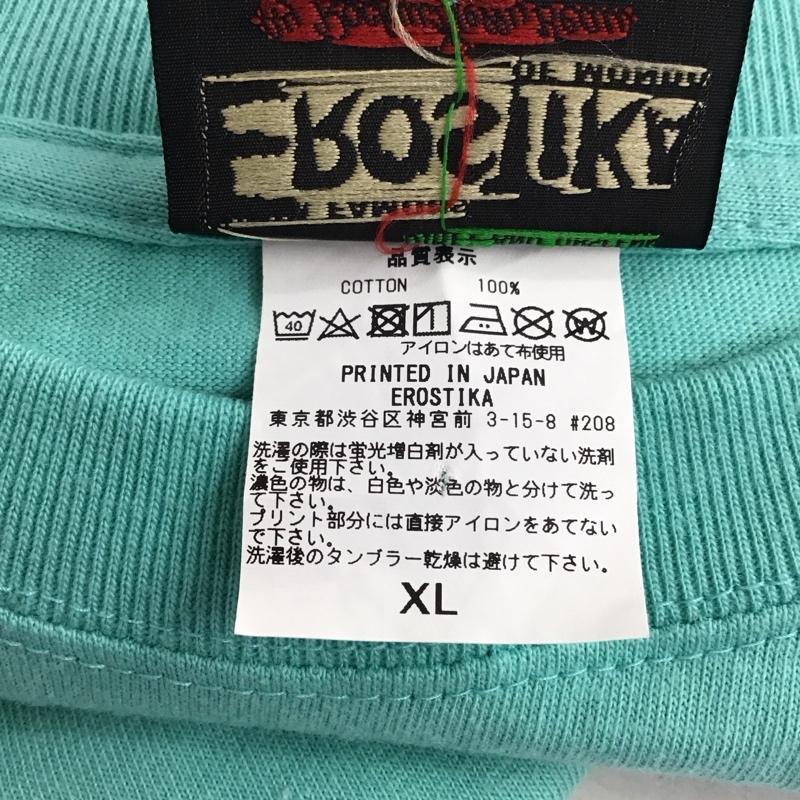 EROSTIKA
品質表示
COTTON 100%
40
アイロンはあて布使用
PRINTED IN JAPAN
EROSTIKA
東京都渋谷区神宮前 3-15-8 #208
洗濯の際は蛍光増白剤が入っていない洗剤
をご使用下さい。
濃色の物は、白色や淡色の物と分けて洗っ
て下さい。
プリント部分には直接アイロンをあてない
で下さい。
洗濯後のタンブラー乾燥は避けて下さい。
XL